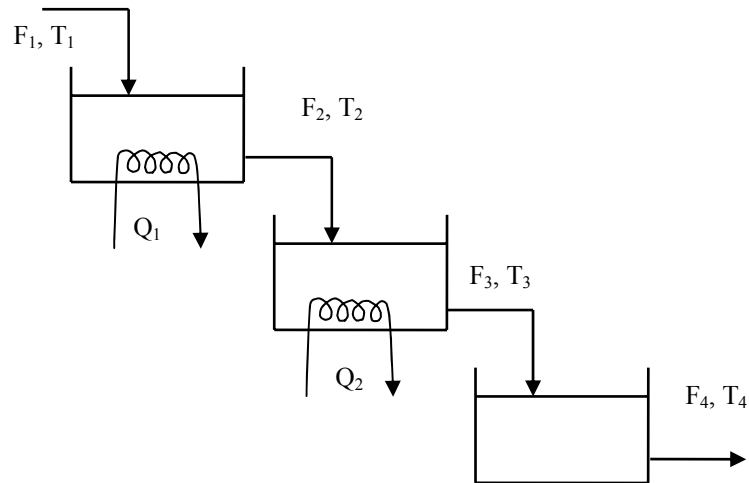 F₁, T₁
F₂, T₂
Q₁
F₃, T₃
Q₂
F₄, T₄